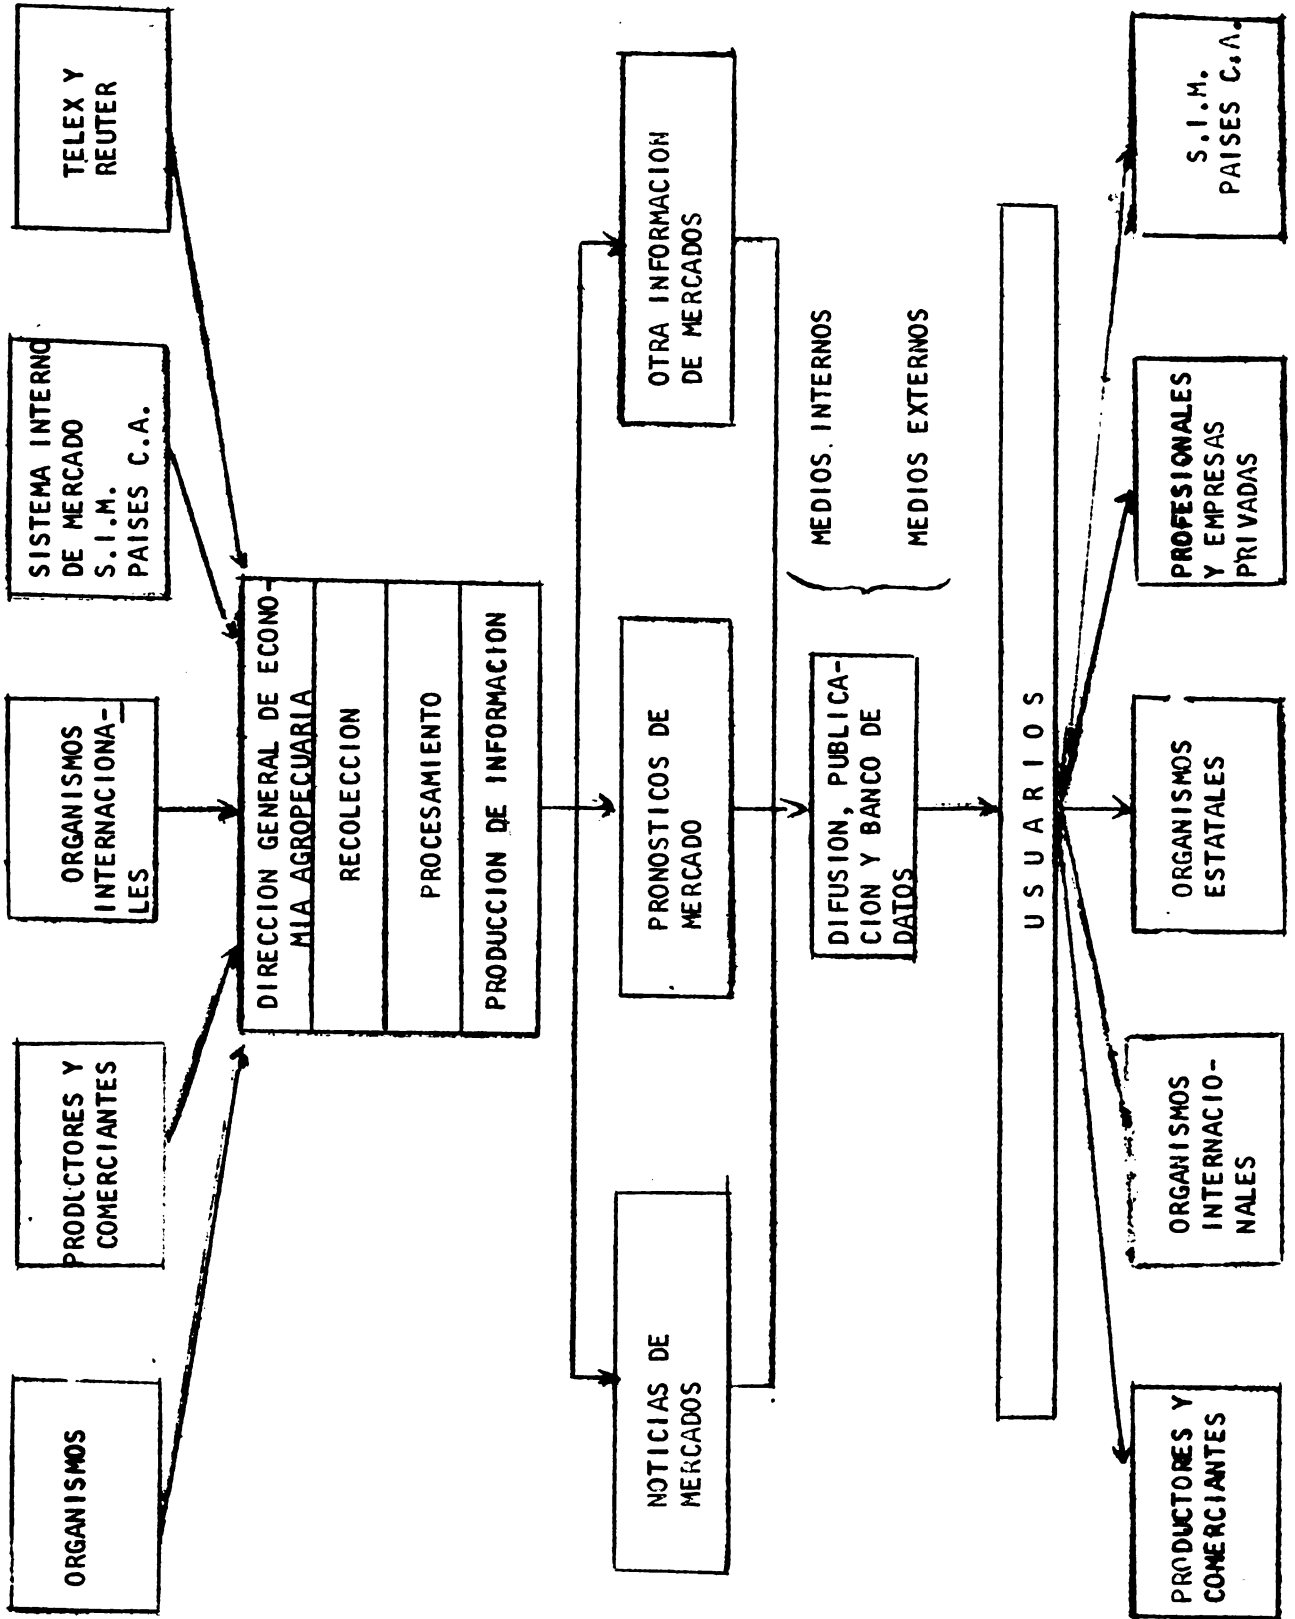 ORGANISMOS
PRODUCTORES Y
COMERCIANTES
ORGANISMOS
INTERNACIONA-
LES
SISTEMA INTERNO
DE MERCADO
S.I.M.
PAISES C.A.
TELEX Y
REUTER
DIRECCION GENERAL DE ECONO-
MIA AGROPECUARIA
RECOLECCION
PROCESAMIENTO
PRODUCCION DE INFORMACION
NOTICIAS DE
MERCADOS
PRONOSTICOS DE
MERCADO
OTRA INFORMACION
DE MERCADOS
DIFUSION, PUBLICA-
CION Y BANCO DE
DATOS
MEDIOS INTERNOS
MEDIOS EXTERNOS
USUARIOS
PRODUCTORES Y
COMERCIANTES
ORGANISMOS
INTERNACIO-
NALES
ORGANISMOS
ESTATALES
PROFESIONALES
Y EMPRESAS
PRIVADAS
S.I.M.
PAISES C.A.